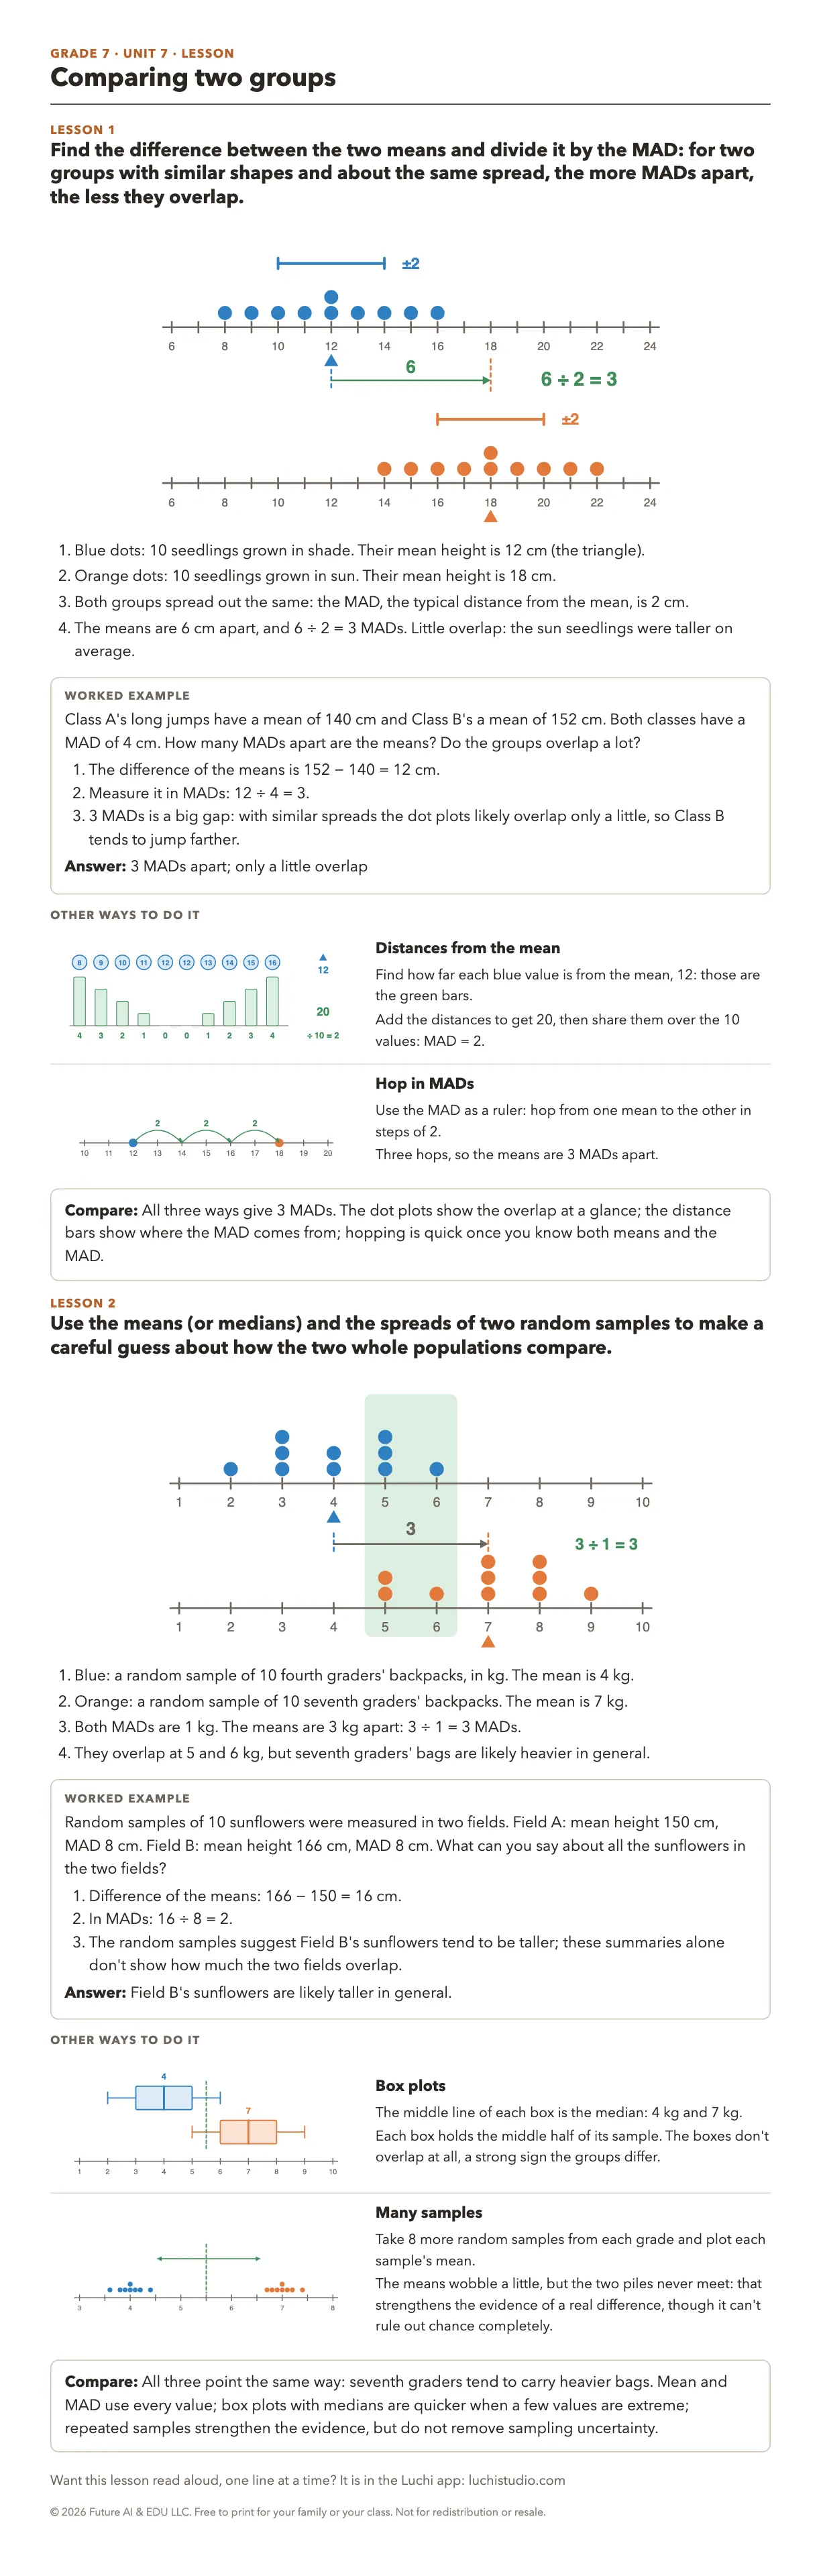 GRADE 7 · UNIT 7 · LESSON
Comparing two groups
LESSON 1
Find the difference between the two means and divide it by the MAD: for two
groups with similar shapes and about the same spread, the more MADs apart,
the less they overlap.
±2
6 8 10 12 14 16 18 20 22 24
6
6 ÷ 2 = 3
±2
6 8 10 12 14 16 18 20 22 24
1. Blue dots: 10 seedlings grown in shade. Their mean height is 12 cm (the triangle).
2. Orange dots: 10 seedlings grown in sun. Their mean height is 18 cm.
3. Both groups spread out the same: the MAD, the typical distance from the mean, is 2 cm.
4. The means are 6 cm apart, and 6 ÷ 2 = 3 MADs. Little overlap: the sun seedlings were taller on
average.
WORKED EXAMPLE
Class A's long jumps have a mean of 140 cm and Class B's a mean of 152 cm. Both classes have a
MAD of 4 cm. How many MADs apart are the means? Do the groups overlap a lot?
1. The difference of the means is 152 − 140 = 12 cm.
2. Measure it in MADs: 12 ÷ 4 = 3.
3. 3 MADs is a big gap: with similar spreads the dot plots likely overlap only a little, so Class B
tends to jump farther.
Answer: 3 MADs apart; only a little overlap
OTHER WAYS TO DO IT
8 9 10 11 12 12 13 14 15 16
12
20
4 3 2 1 0 0 1 2 3 4
÷ 10 = 2
Distances from the mean
Find how far each blue value is from the mean, 12: those are
the green bars.
Add the distances to get 20, then share them over the 10
values: MAD = 2.
2 2 2
10 11 12 13 14 15 16 17 18 19 20
Hop in MADs
Use the MAD as a ruler: hop from one mean to the other in
steps of 2.
Three hops, so the means are 3 MADs apart.
Compare: All three ways give 3 MADs. The dot plots show the overlap at a glance; the distance
bars show where the MAD comes from; hopping is quick once you know both means and the
MAD.
LESSON 2
Use the means (or medians) and the spreads of two random samples to make a
careful guess about how the two whole populations compare.
1 2 3 4 5 6 7 8 9 10
3
3 ÷ 1 = 3
1 2 3 4 5 6 7 8 9 10
1. Blue: a random sample of 10 fourth graders' backpacks, in kg. The mean is 4 kg.
2. Orange: a random sample of 10 seventh graders' backpacks. The mean is 7 kg.
3. Both MADs are 1 kg. The means are 3 kg apart: 3 ÷ 1 = 3 MADs.
4. They overlap at 5 and 6 kg, but seventh graders' bags are likely heavier in general.
WORKED EXAMPLE
Random samples of 10 sunflowers were measured in two fields. Field A: mean height 150 cm,
MAD 8 cm. Field B: mean height 166 cm, MAD 8 cm. What can you say about all the sunflowers in
the two fields?
1. Difference of the means: 166 − 150 = 16 cm.
2. In MADs: 16 ÷ 8 = 2.
3. The random samples suggest Field B's sunflowers tend to be taller; these summaries alone
don't show how much the two fields overlap.
Answer: Field B's sunflowers are likely taller in general.
OTHER WAYS TO DO IT
4
7
1 2 3 4 5 6 7 8 9 10
Box plots
The middle line of each box is the median: 4 kg and 7 kg.
Each box holds the middle half of its sample. The boxes don't
overlap at all, a strong sign the groups differ.
3 4 5 6 7 8
Many samples
Take 8 more random samples from each grade and plot each
sample's mean.
The means wobble a little, but the two piles never meet: that
strengthens the evidence of a real difference, though it can't
rule out chance completely.
Compare: All three point the same way: seventh graders tend to carry heavier bags. Mean and
MAD use every value; box plots with medians are quicker when a few values are extreme;
repeated samples strengthen the evidence, but do not remove sampling uncertainty.
Want this lesson read aloud, one line at a time? It is in the Luchi app: luchistudio.com
© 2026 Future AI & EDU LLC. Free to print for your family or your class. Not for redistribution or resale.